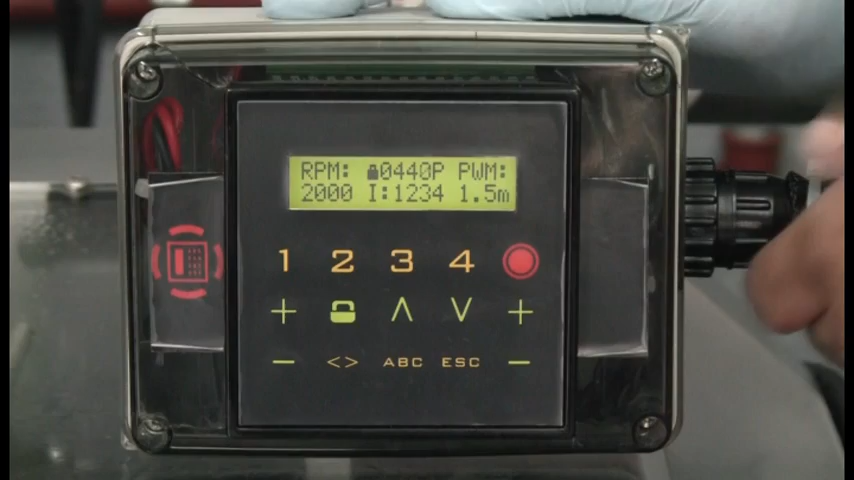 RPM: 🔒0440P PWM:
2000 I:1234 1.5m
1 2 3 4
+ ∧ ∨ +
- <> ABC ESC -